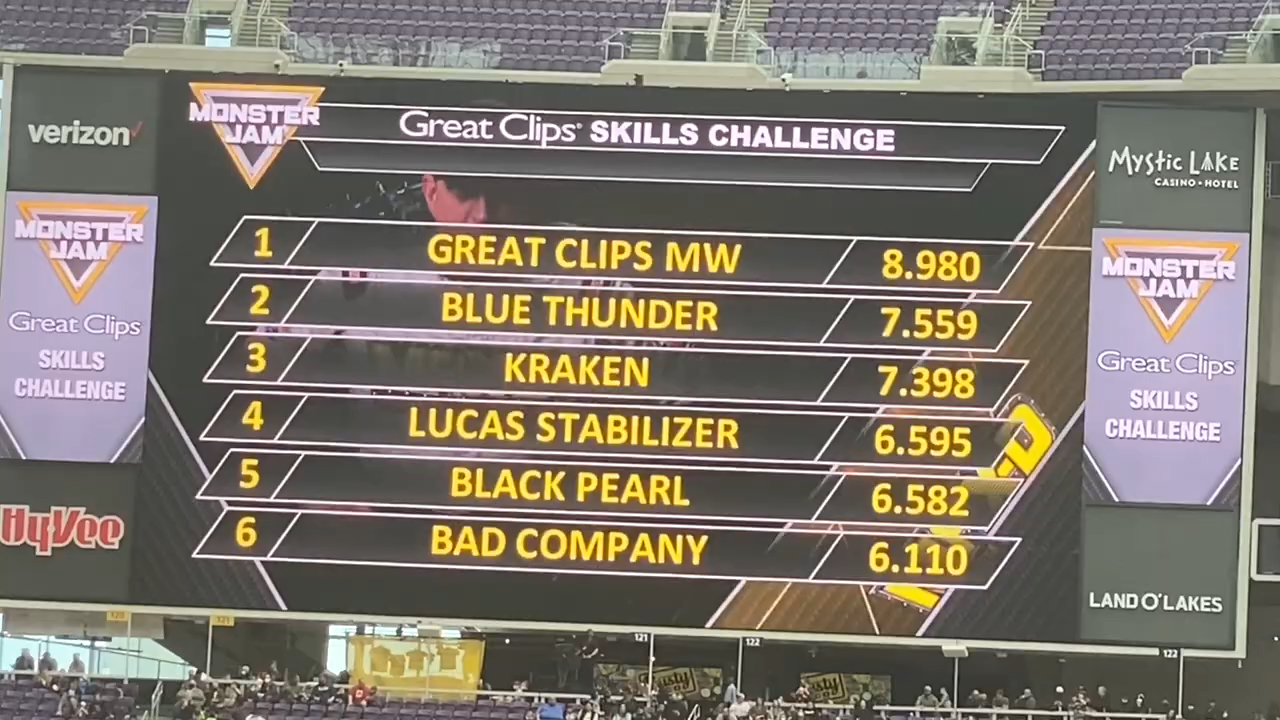 verizon
MONSTER
JAM
Great Clips SKILLS CHALLENGE
MYSTIC LAKE
CASINO • HOTEL
MONSTER
JAM
Great Clips
SKILLS
CHALLENGE
1 GREAT CLIPS MW 8.980
2 BLUE THUNDER 7.559
3 KRAKEN 7.398
4 LUCAS STABILIZER 6.595
5 BLACK PEARL 6.582
6 BAD COMPANY 6.110
MONSTER
JAM
Great Clips
SKILLS
CHALLENGE
HyVee
LAND O'LAKES
120
121
121
122
122